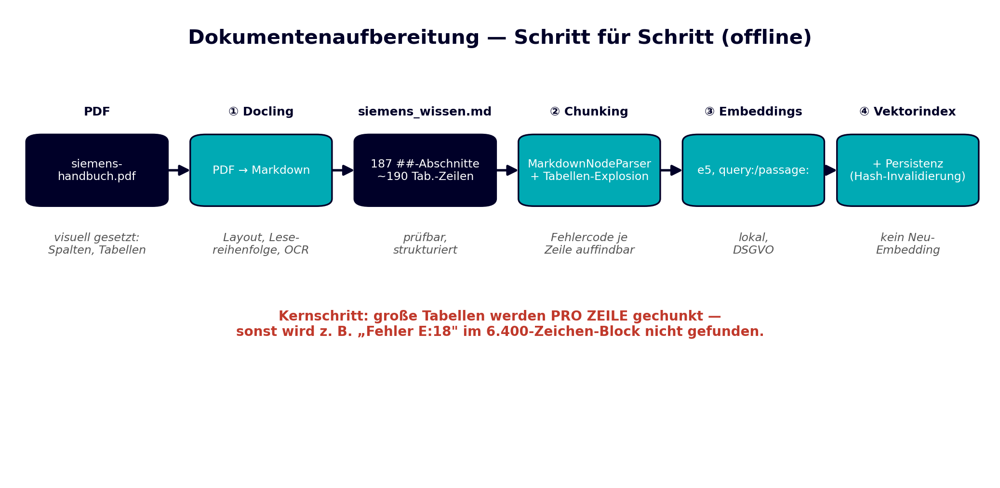 Dokumentenaufbereitung — Schritt für Schritt (offline)
PDF
siemens-
handbuch.pdf
visuell gesetzt:
Spalten, Tabellen
① Docling
PDF → Markdown
Layout, Lese-
reihenfolge, OCR
siemens_wissen.md
187 ##-Abschnitte
~190 Tab.-Zeilen
prüfbar,
strukturiert
② Chunking
MarkdownNodeParser
+ Tabellen-Explosion
Fehlercode je
Zeile auffindbar
③ Embeddings
e5, query:/passage:
lokal,
DSGVO
④ Vektorindex
+ Persistenz
(Hash-Invalidierung)
kein Neu-
Embedding
Kernschritt: große Tabellen werden PRO ZEILE gechunkt —
sonst wird z. B. „Fehler E:18" im 6.400-Zeichen-Block nicht gefunden.